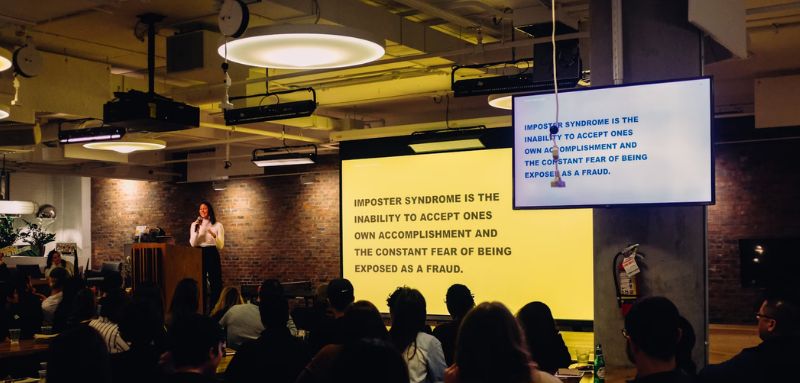 IMPOSTER SYNDROME IS THE
INABILITY TO ACCEPT ONES
OWN ACCOMPLISHMENT AND
THE CONSTANT FEAR OF BEING
EXPOSED AS A FRAUD.
IMPOSTER SYNDROME IS THE
INABILITY TO ACCEPT ONES
OWN ACCOMPLISHMENT AND
THE CONSTANT FEAR OF BEING
EXPOSED AS A FRAUD.